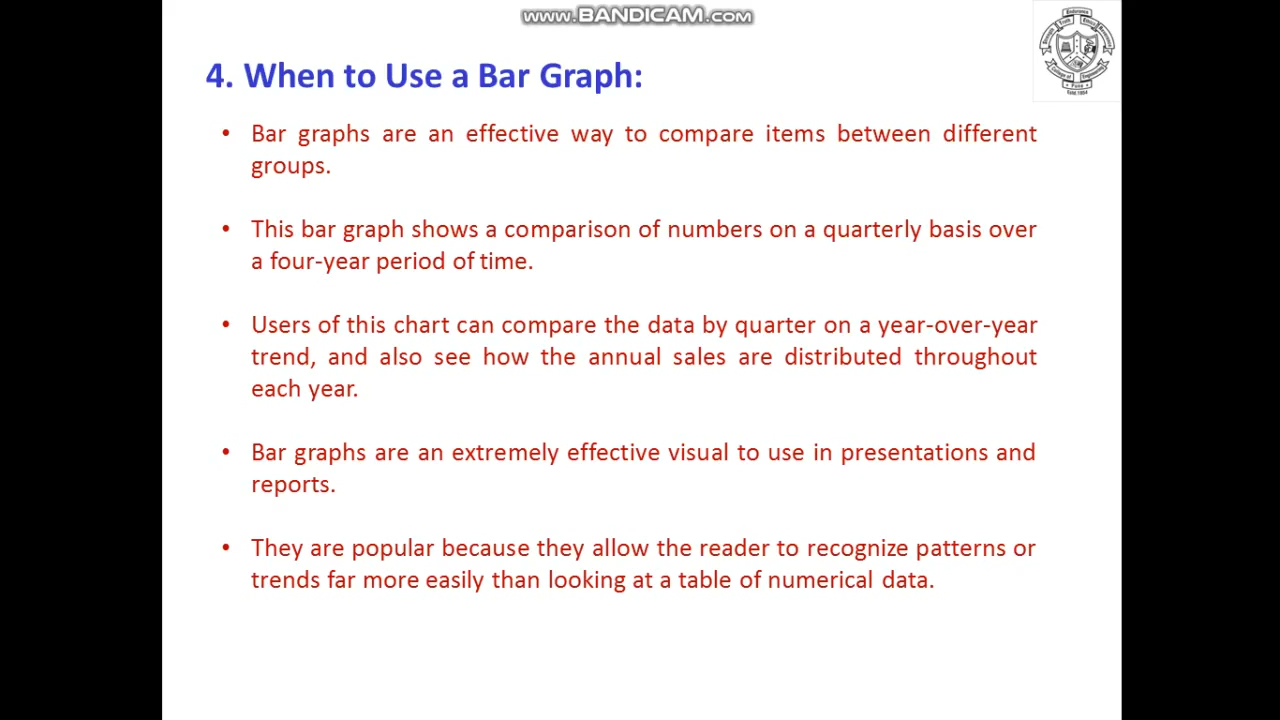 www.BANDICAM.com
4. When to Use a Bar Graph:
• Bar graphs are an effective way to compare items between different
groups.
• This bar graph shows a comparison of numbers on a quarterly basis over
a four-year period of time.
• Users of this chart can compare the data by quarter on a year-over-year
trend, and also see how the annual sales are distributed throughout
each year.
• Bar graphs are an extremely effective visual to use in presentations and
reports.
• They are popular because they allow the reader to recognize patterns or
trends far more easily than looking at a table of numerical data.